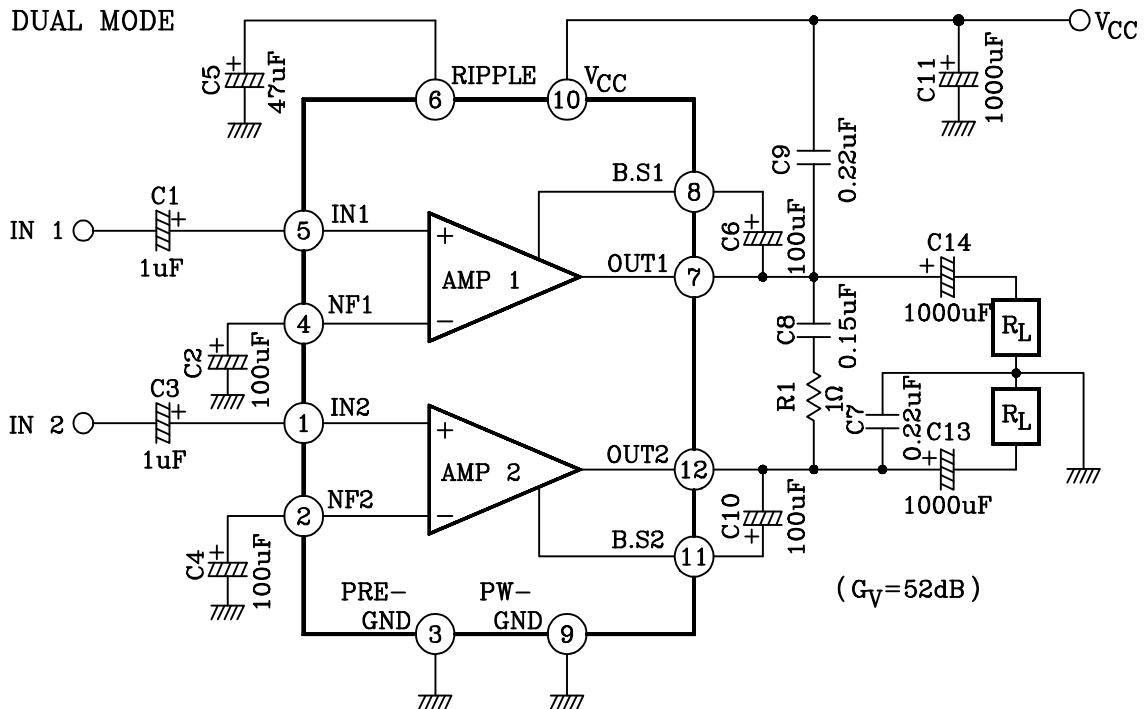 DUAL MODE
VCC
C5
47uF
6
RIPPLE
10
VCC
C11
1000uF
C9
0.22uF
B.S1
8
C6
100uF
IN 1
C1
1uF
5
IN1
AMP 1
OUT1
7
C14
1000uF
RL
4
NF1
C2
100uF
C8
0.15uF
R1
1Ω
C7
0.22uF
RL
IN 2
C3
1uF
1
IN2
AMP 2
OUT2
12
C13
1000uF
2
NF2
C4
100uF
C10
100uF
B.S2
11
(GV=52dB)
PRE-
GND
3
PW-
GND
9